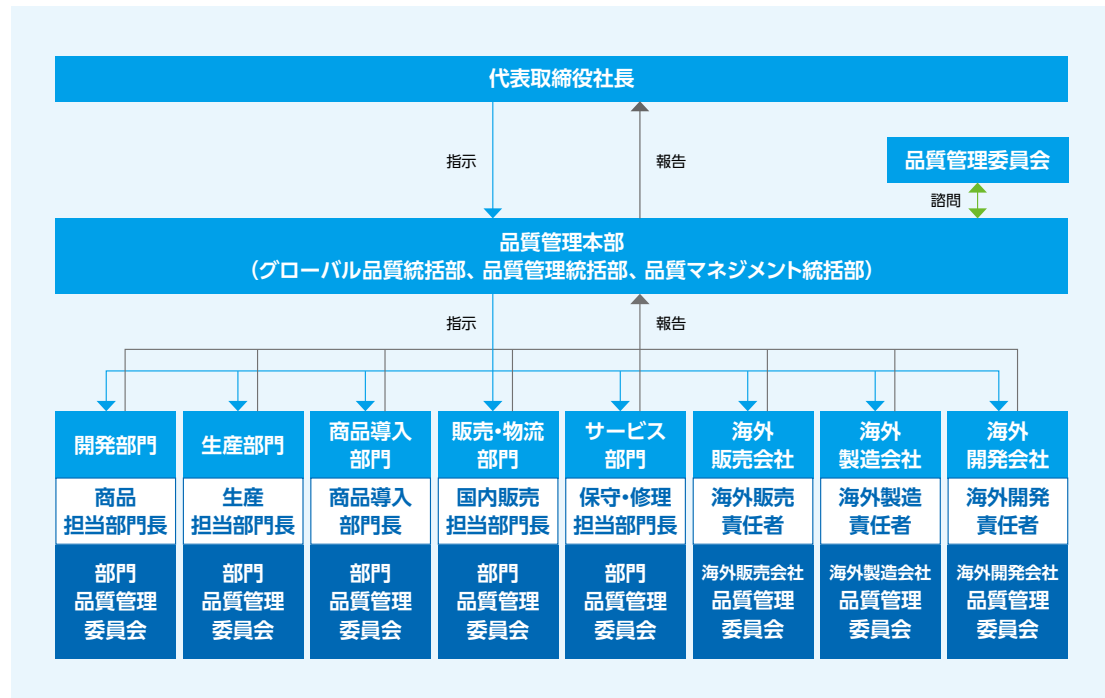 代表取締役社長
指示
報告
品質管理委員会
諮問
品質管理本部
（グローバル品質統括部、品質管理統括部、品質マネジメント統括部）
指示
報告
開発部門
商品
担当部門長
部門
品質管理
委員会
生産部門
生産
担当部門長
部門
品質管理
委員会
商品導入
部門
商品導入
部門長
部門
品質管理
委員会
販売・物流
部門
国内販売
担当部門長
部門
品質管理
委員会
サービス
部門
保守・修理
担当部門長
部門
品質管理
委員会
海外
販売会社
海外販売
責任者
海外販売会社
品質管理
委員会
海外
製造会社
海外製造
責任者
海外製造会社
品質管理
委員会
海外
開発会社
海外開発
責任者
海外開発会社
品質管理
委員会